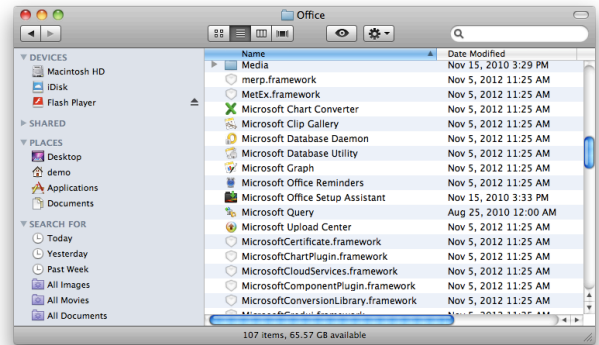 Office
Name Date Modified
DEVICES
Macintosh HD
iDisk
Flash Player
SHARED
PLACES
Desktop
demo
Applications
Documents
SEARCH FOR
Today
Yesterday
Past Week
All Images
All Movies
All Documents
Media Nov 15, 2010 3:29 PM
merp.framework Nov 5, 2012 11:25 AM
MetEx.framework Nov 5, 2012 11:25 AM
Microsoft Chart Converter Nov 5, 2012 11:25 AM
Microsoft Clip Gallery Nov 5, 2012 11:25 AM
Microsoft Database Daemon Nov 5, 2012 11:25 AM
Microsoft Database Utility Nov 5, 2012 11:25 AM
Microsoft Graph Nov 5, 2012 11:25 AM
Microsoft Office Reminders Nov 5, 2012 11:25 AM
Microsoft Office Setup Assistant Nov 15, 2010 3:33 PM
Microsoft Query Aug 25, 2010 12:00 AM
Microsoft Upload Center Nov 5, 2012 11:25 AM
MicrosoftCertificate.framework Nov 5, 2012 11:25 AM
MicrosoftChartPlugin.framework Nov 5, 2012 11:25 AM
MicrosoftCloudServices.framework Nov 5, 2012 11:25 AM
MicrosoftComponentPlugin.framework Nov 5, 2012 11:25 AM
MicrosoftConversionLibrary.framework Nov 5, 2012 11:25 AM
107 items, 65.57 GB available